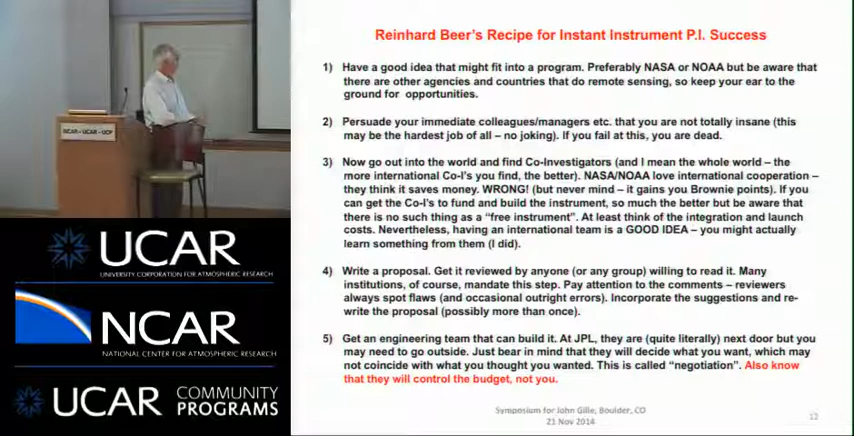 Reinhard Beer's Recipe for Instant Instrument P.I. Success
1) Have a good idea that might fit into a program. Preferably NASA or NOAA but be aware that
there are other agencies and countries that do remote sensing, so keep your ear to the
ground for opportunities.
2) Persuade your immediate colleagues/managers etc. that you are not totally insane (this
may be the hardest job of all – no joking). If you fail at this, you are dead.
3) Now go out into the world and find Co-Investigators (and I mean the whole world – the
more international Co-I's you find, the better). NASA/NOAA love international cooperation –
they think it saves money. WRONG! (but never mind – it gains you Brownie points). If you
can get the Co-I's to fund and build the instrument, so much the better but be aware that
there is no such thing as a “free instrument”. At least think of the integration and launch
costs. Nevertheless, having an international team is a GOOD IDEA – you might actually
learn something from them (I did).
4) Write a proposal. Get it reviewed by anyone (or any group) willing to read it. Many
institutions, of course, mandate this step. Pay attention to the comments – reviewers
always spot flaws (and occasional outright errors). Incorporate the suggestions and re-
write the proposal (possibly more than once).
5) Get an engineering team that can build it. At JPL, they are (quite literally) next door but you
may need to go outside. Just bear in mind that they will decide what you want, which may
not coincide with what you thought you wanted. This is called “negotiation”. Also know
that they will control the budget, not you.
Symposium for John Gille, Boulder, CO
21 Nov 2014
12
NCAR - UCAR - UCP
UCAR
UNIVERSITY CORPORATION FOR ATMOSPHERIC RESEARCH
NCAR
NATIONAL CENTER FOR ATMOSPHERIC RESEARCH
UCAR COMMUNITY
PROGRAMS